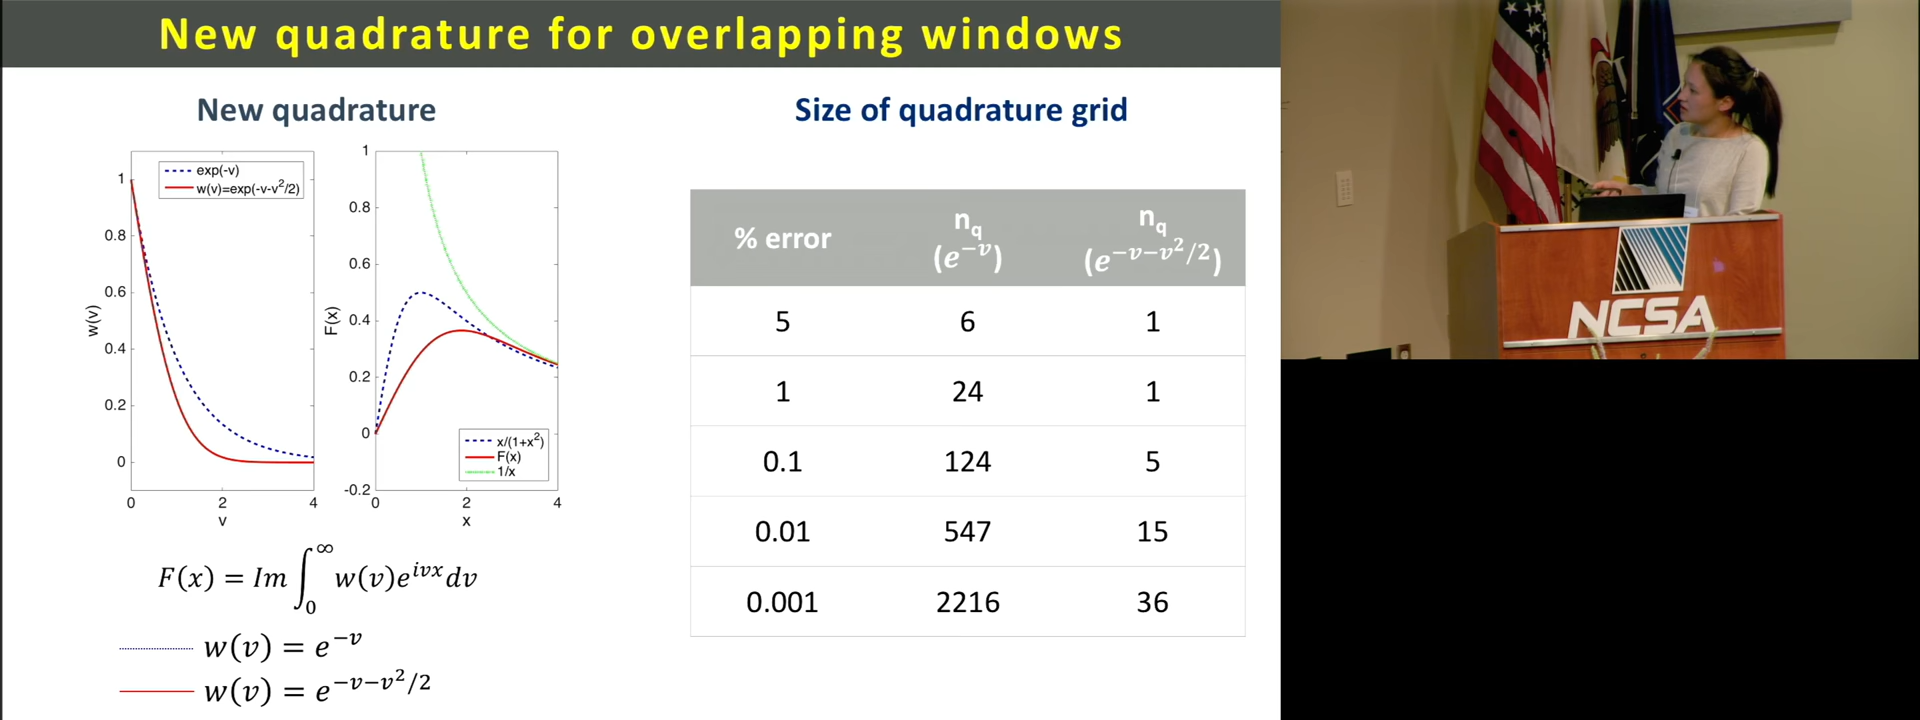 New quadrature for overlapping windows
New quadrature
1
0.8
0.6
0.4
0.2
0
w(v)
0
2
4
v
exp(-v)
w(v)=exp(-v-v²/2)
1
0.8
0.6
0.4
0.2
0
-0.2
F(x)
0
2
4
x
x/(1+x²)
F(x)
1/x
F(x) = Im ∫₀^∞ w(v)e^{ivx}dv
w(v) = e^{−v}
w(v) = e^{−v−v²/2}
Size of quadrature grid
% error n_q (e^{−v}) n_q (e^{−v−v²/2})
5 6 1
1 24 1
0.1 124 5
0.01 547 15
0.001 2216 36
NCSA